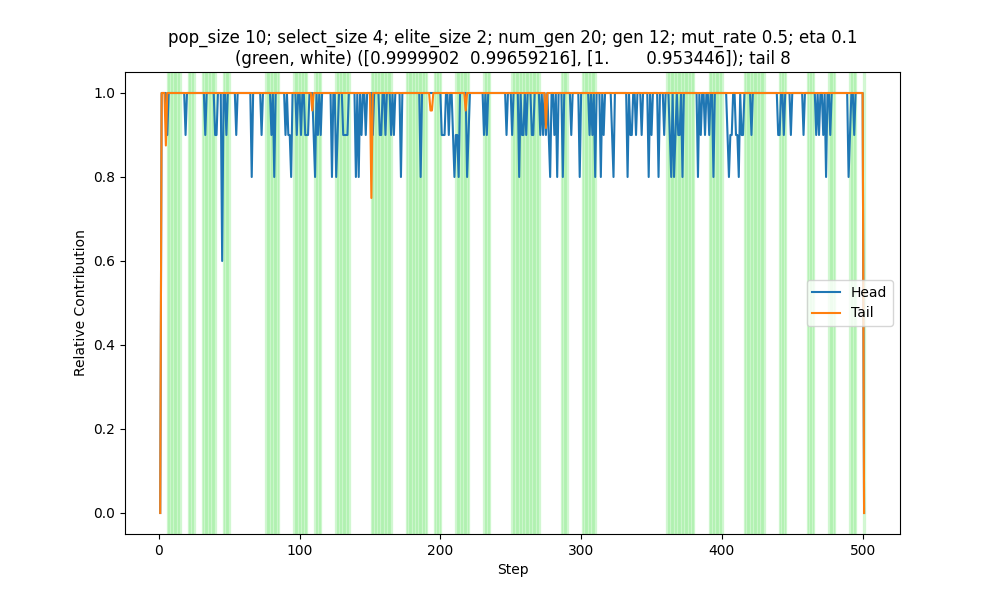 pop_size 10; select_size 4; elite_size 2; num_gen 20; gen 12; mut_rate 0.5; eta 0.1
(green, white) ([0.9999902  0.99659216], [1.        0.953446]); tail 8
Relative Contribution
1.0
0.8
0.6
0.4
0.2
0.0
Head
Tail
0 100 200 300 400 500
Step